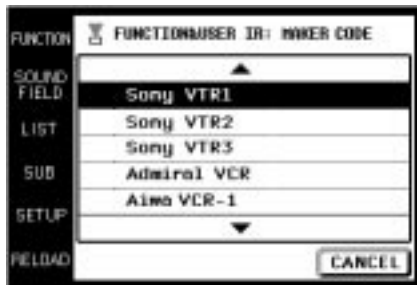 FUNCTION
SOUND
FIELD
LIST
SUB
SETUP
RELOAD
FUNCTION&USER IR: MAKER CODE
Sony VTR1
Sony VTR2
Sony VTR3
Admiral VCR
Aiwa VCR-1
CANCEL